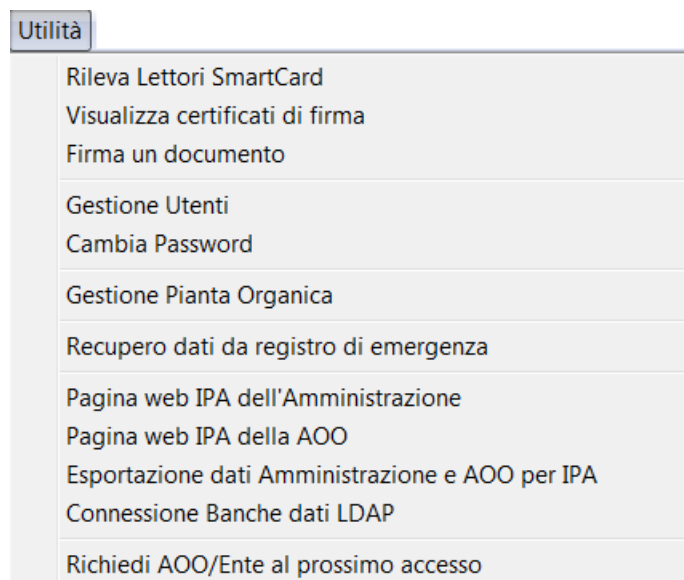 Utilità
Rileva Lettori SmartCard
Visualizza certificati di firma
Firma un documento
Gestione Utenti
Cambia Password
Gestione Pianta Organica
Recupero dati da registro di emergenza
Pagina web IPA dell'Amministrazione
Pagina web IPA della AOO
Esportazione dati Amministrazione e AOO per IPA
Connessione Banche dati LDAP
Richiedi AOO/Ente al prossimo accesso